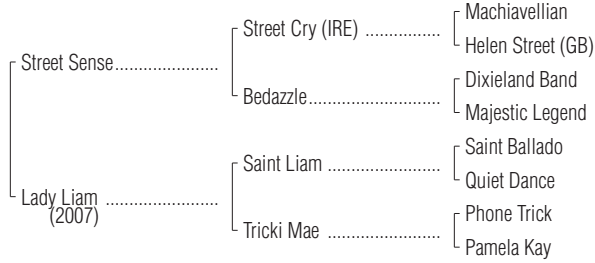 Machiavellian
Street Cry (IRE) ..................
Helen Street (GB)
Street Sense.........................
Dixieland Band
Bedazzle................................
Majestic Legend
Saint Ballado
Saint Liam ...........................
Quiet Dance
Lady Liam ...........................
(2007)
Phone Trick
Tricki Mae ...........................
Pamela Kay